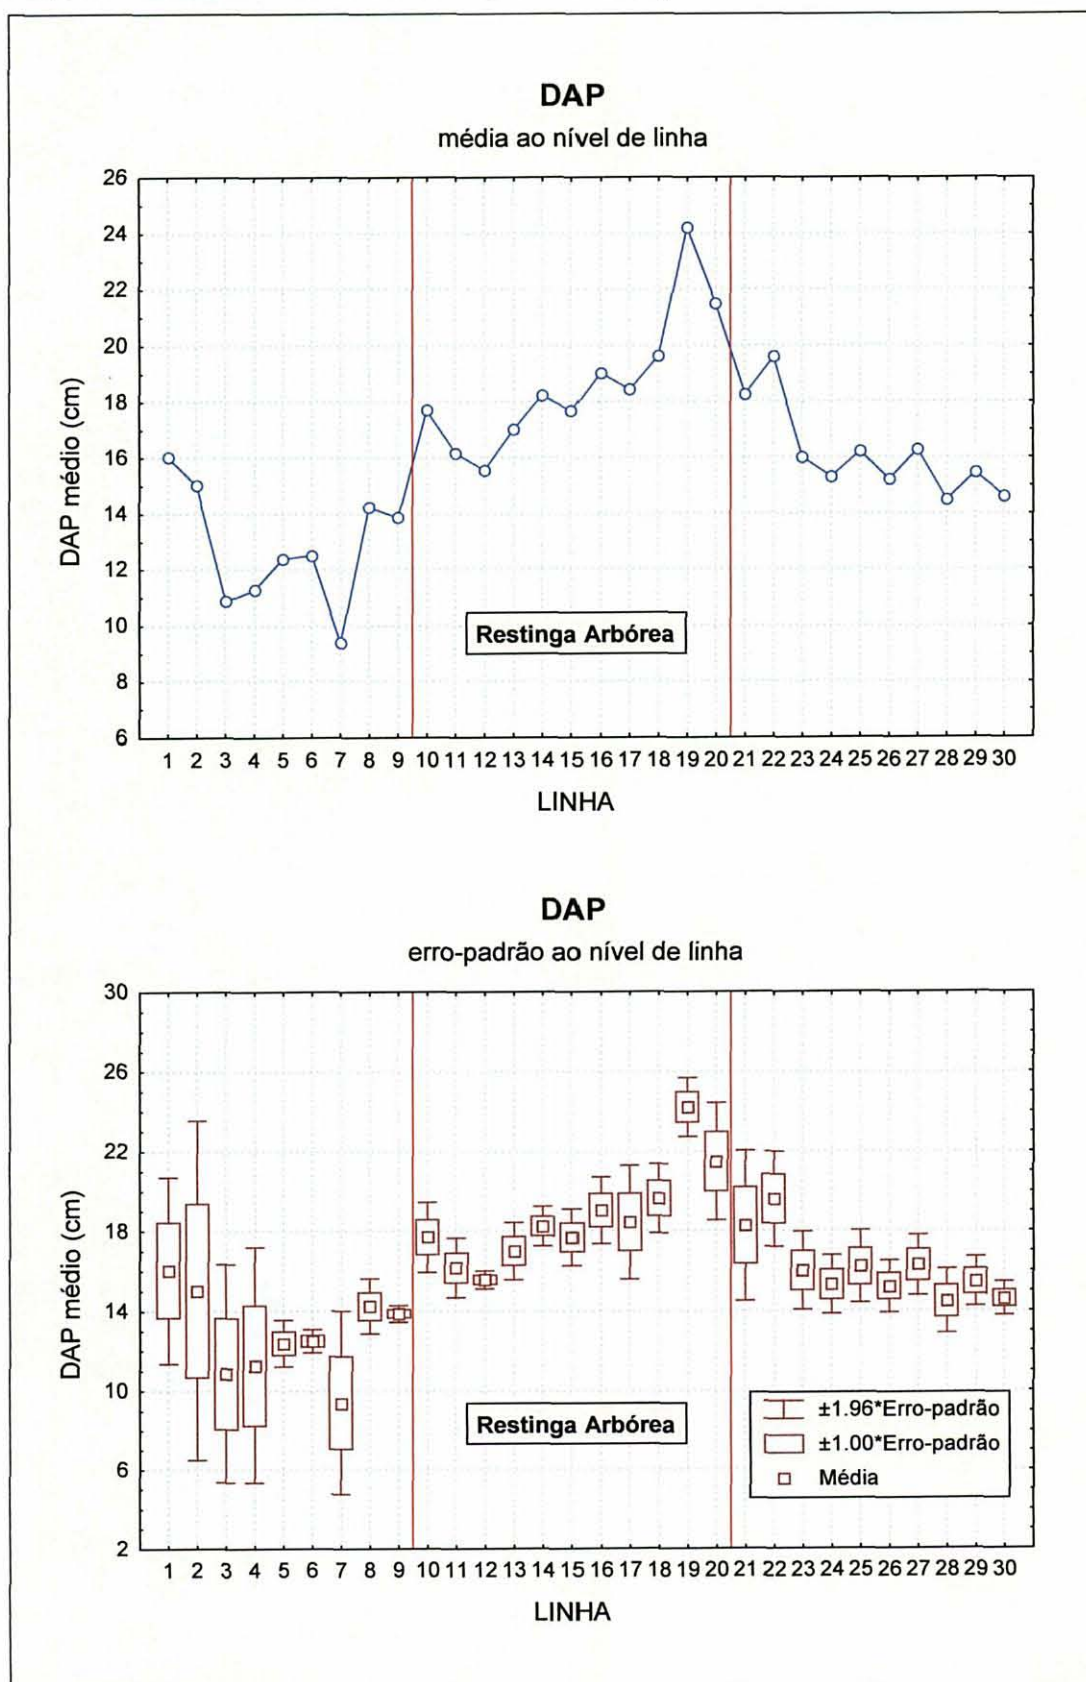 DAP
média ao nível de linha
26
24
22
20
18
16
14
12
10
8
6
DAP médio (cm)
Restinga Arbórea
1 2 3 4 5 6 7 8 9 10 11 12 13 14 15 16 17 18 19 20 21 22 23 24 25 26 27 28 29 30
LINHA
DAP
erro-padrão ao nível de linha
30
26
22
18
14
10
6
2
DAP médio (cm)
Restinga Arbórea
±1.96*Erro-padrão
±1.00*Erro-padrão
Média
1 2 3 4 5 6 7 8 9 10 11 12 13 14 15 16 17 18 19 20 21 22 23 24 25 26 27 28 29 30
LINHA